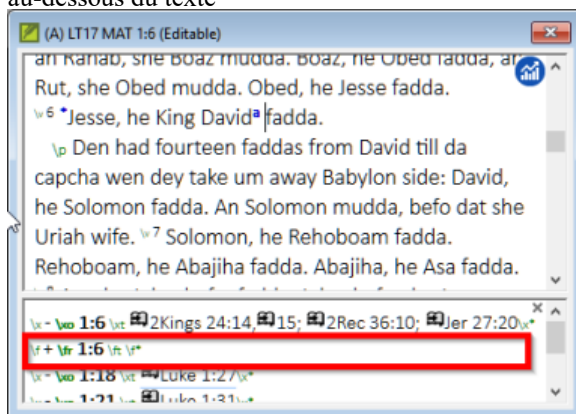 au-dessous du texte
(A) LT17 MAT 1:6 (Editable)
an Rahab, she Boaz mudda. Boaz, he Obed fadda, an
Rut, she Obed mudda. Obed, he Jesse fadda.
\v 6 *Jesse, he King Davidᵃ fadda.
\p Den had fourteen faddas from David till da
capcha wen dey take um away Babylon side: David,
he Solomon fadda. An Solomon mudda, befo dat she
Uriah wife. \v 7 Solomon, he Rehoboam fadda.
Rehoboam, he Abajiha fadda. Abajiha, he Asa fadda.
\x - \xo 1:6 \xt 2Kings 24:14, 15; 2Rec 36:10; Jer 27:20\x*
\f + \fr 1:6 \ft \f*
\x - \xo 1:18 \xt Luke 1:27\x*
\x - \xo 1:21 \xt Luke 1:31\x*